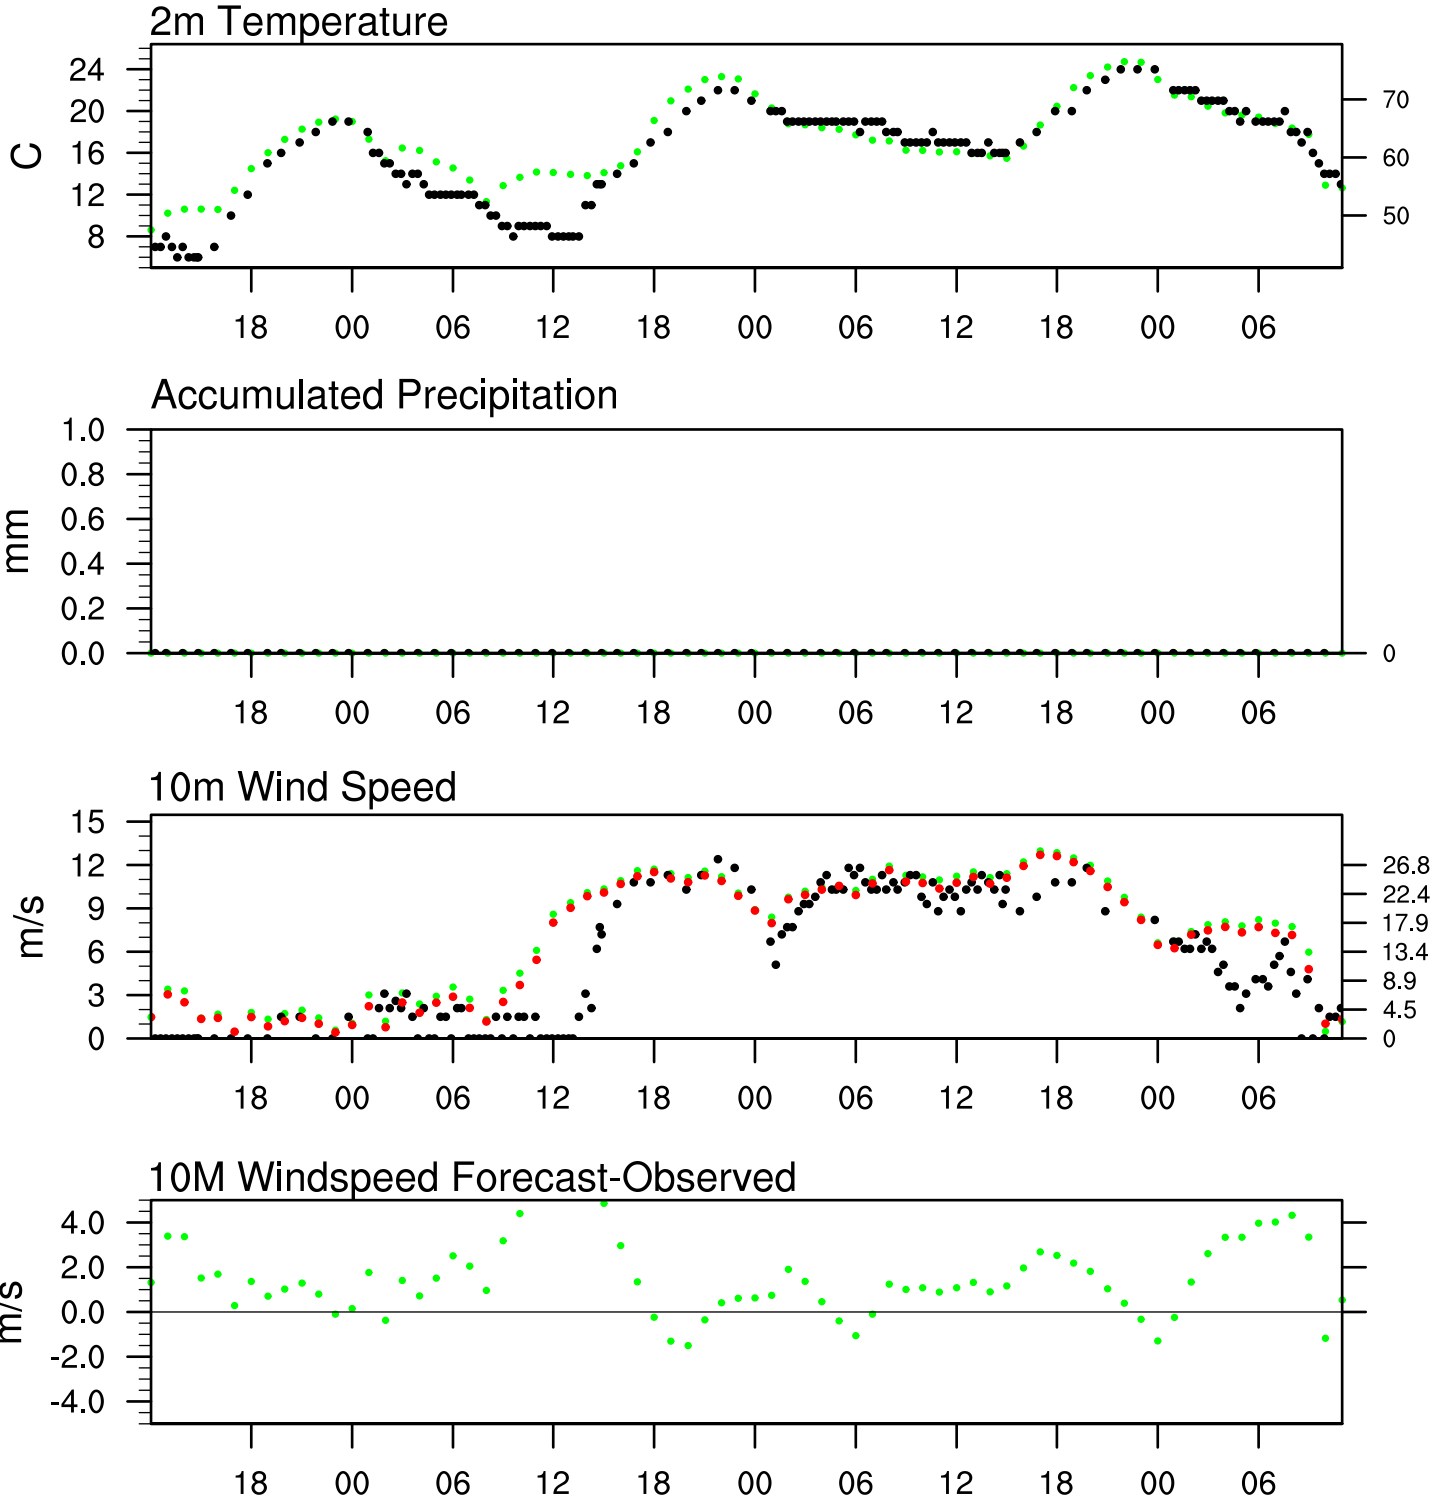 2m Temperature
24
20
16
12
8
C
70
60
50
18 00 06 12 18 00 06 12 18 00 06
Accumulated Precipitation
1.0
0.8
0.6
0.4
0.2
0.0
mm
0
18 00 06 12 18 00 06 12 18 00 06
10m Wind Speed
15
12
9
6
3
0
m/s
26.8
22.4
17.9
13.4
8.9
4.5
0
18 00 06 12 18 00 06 12 18 00 06
10M Windspeed Forecast-Observed
4.0
2.0
0.0
-2.0
-4.0
m/s
18 00 06 12 18 00 06 12 18 00 06